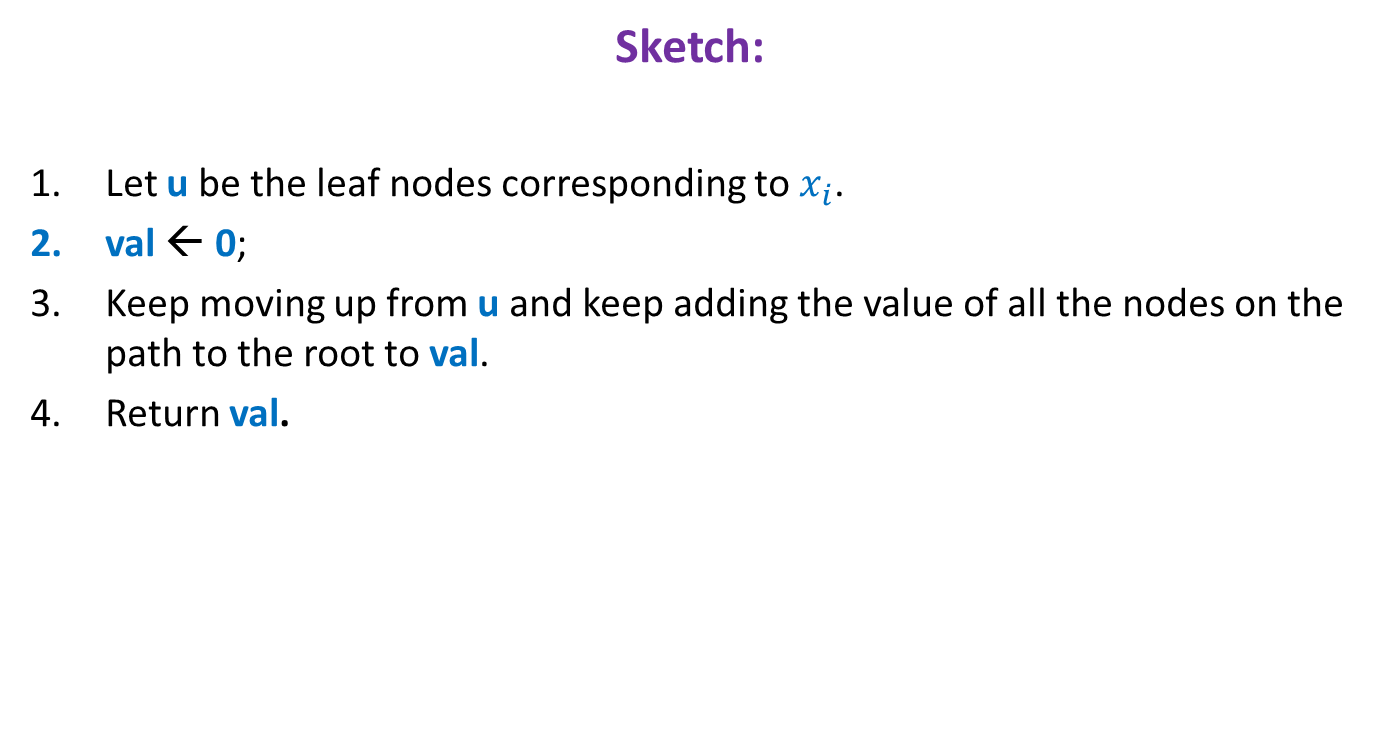 Sketch:
1. Let u be the leaf nodes corresponding to 𝑥ᵢ.
2. val ← 0;
3. Keep moving up from u and keep adding the value of all the nodes on the
path to the root to val.
4. Return val.